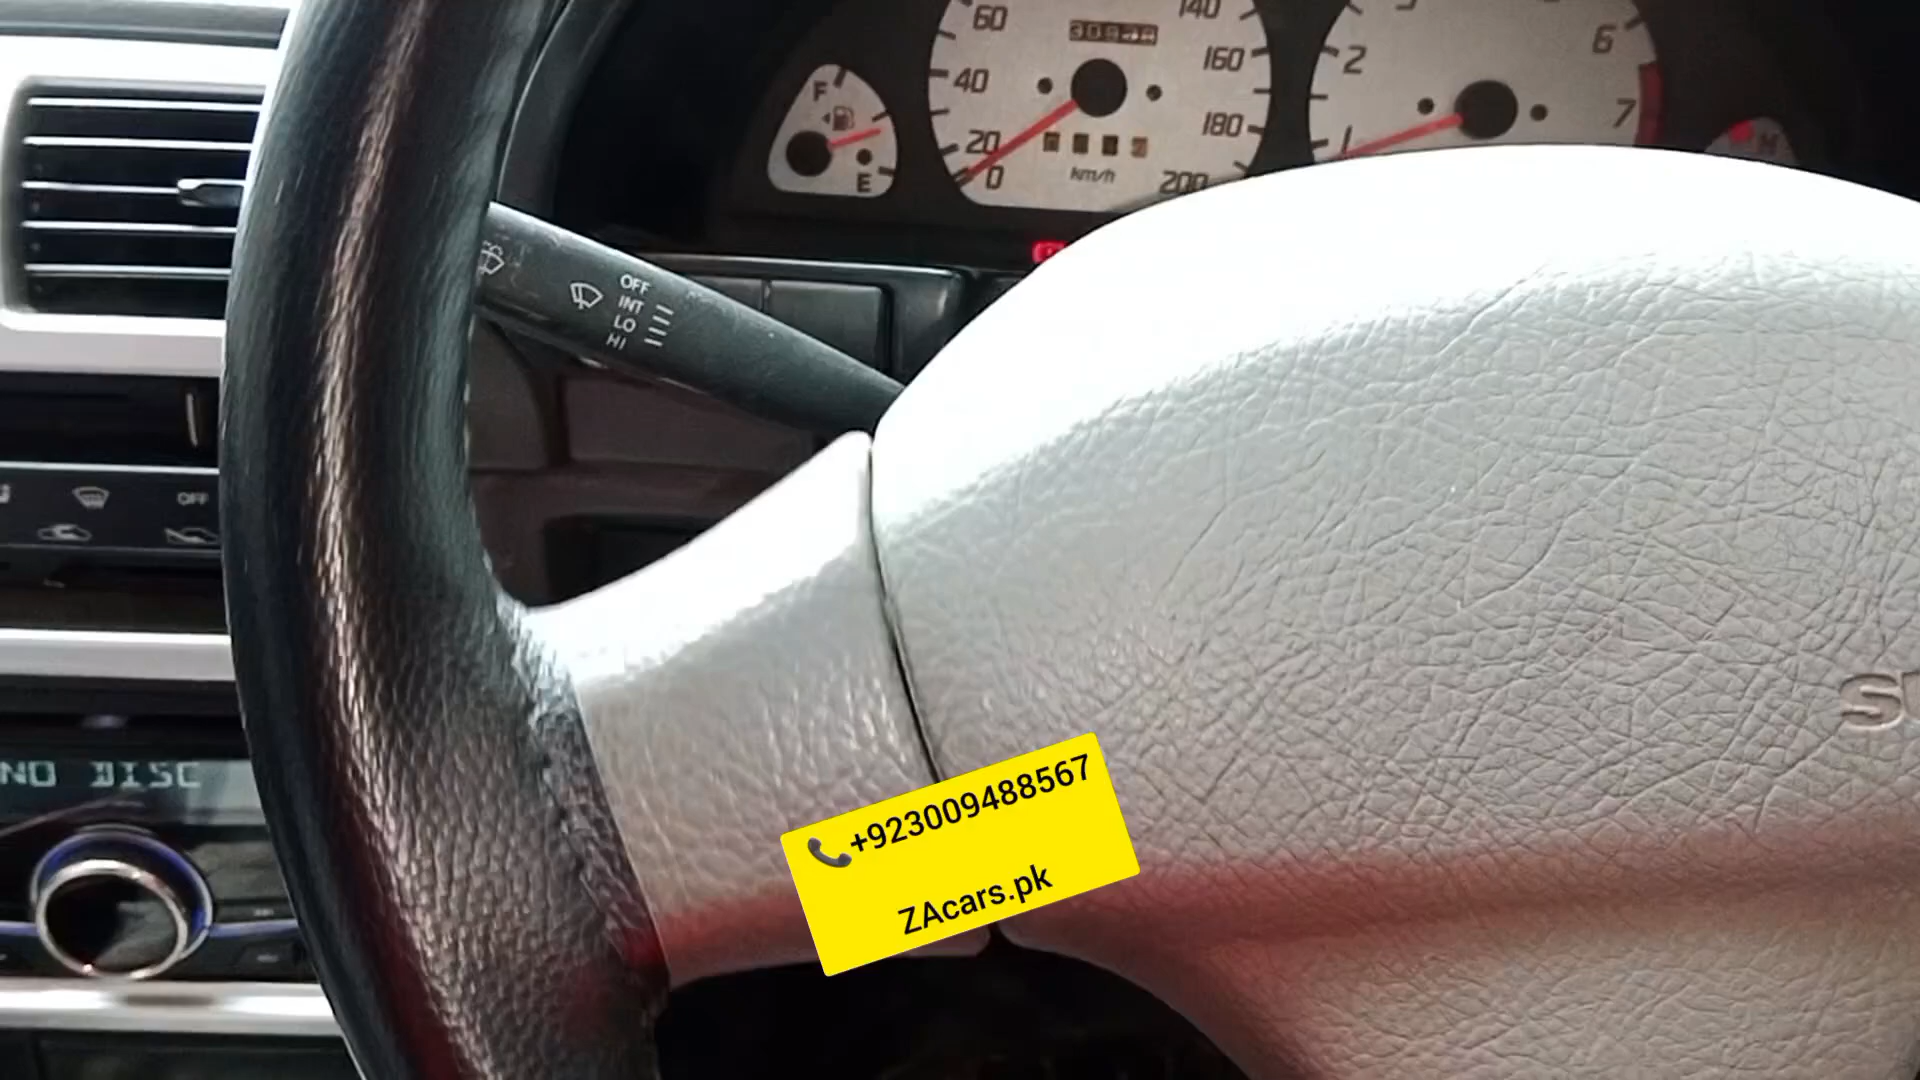 60
140
160
40
F
2
6
180
7
20
1
E
0
km/h
200
H
OFF
INT
LO
HI
OFF
NO DISC
+923009488567
ZAcars.pk